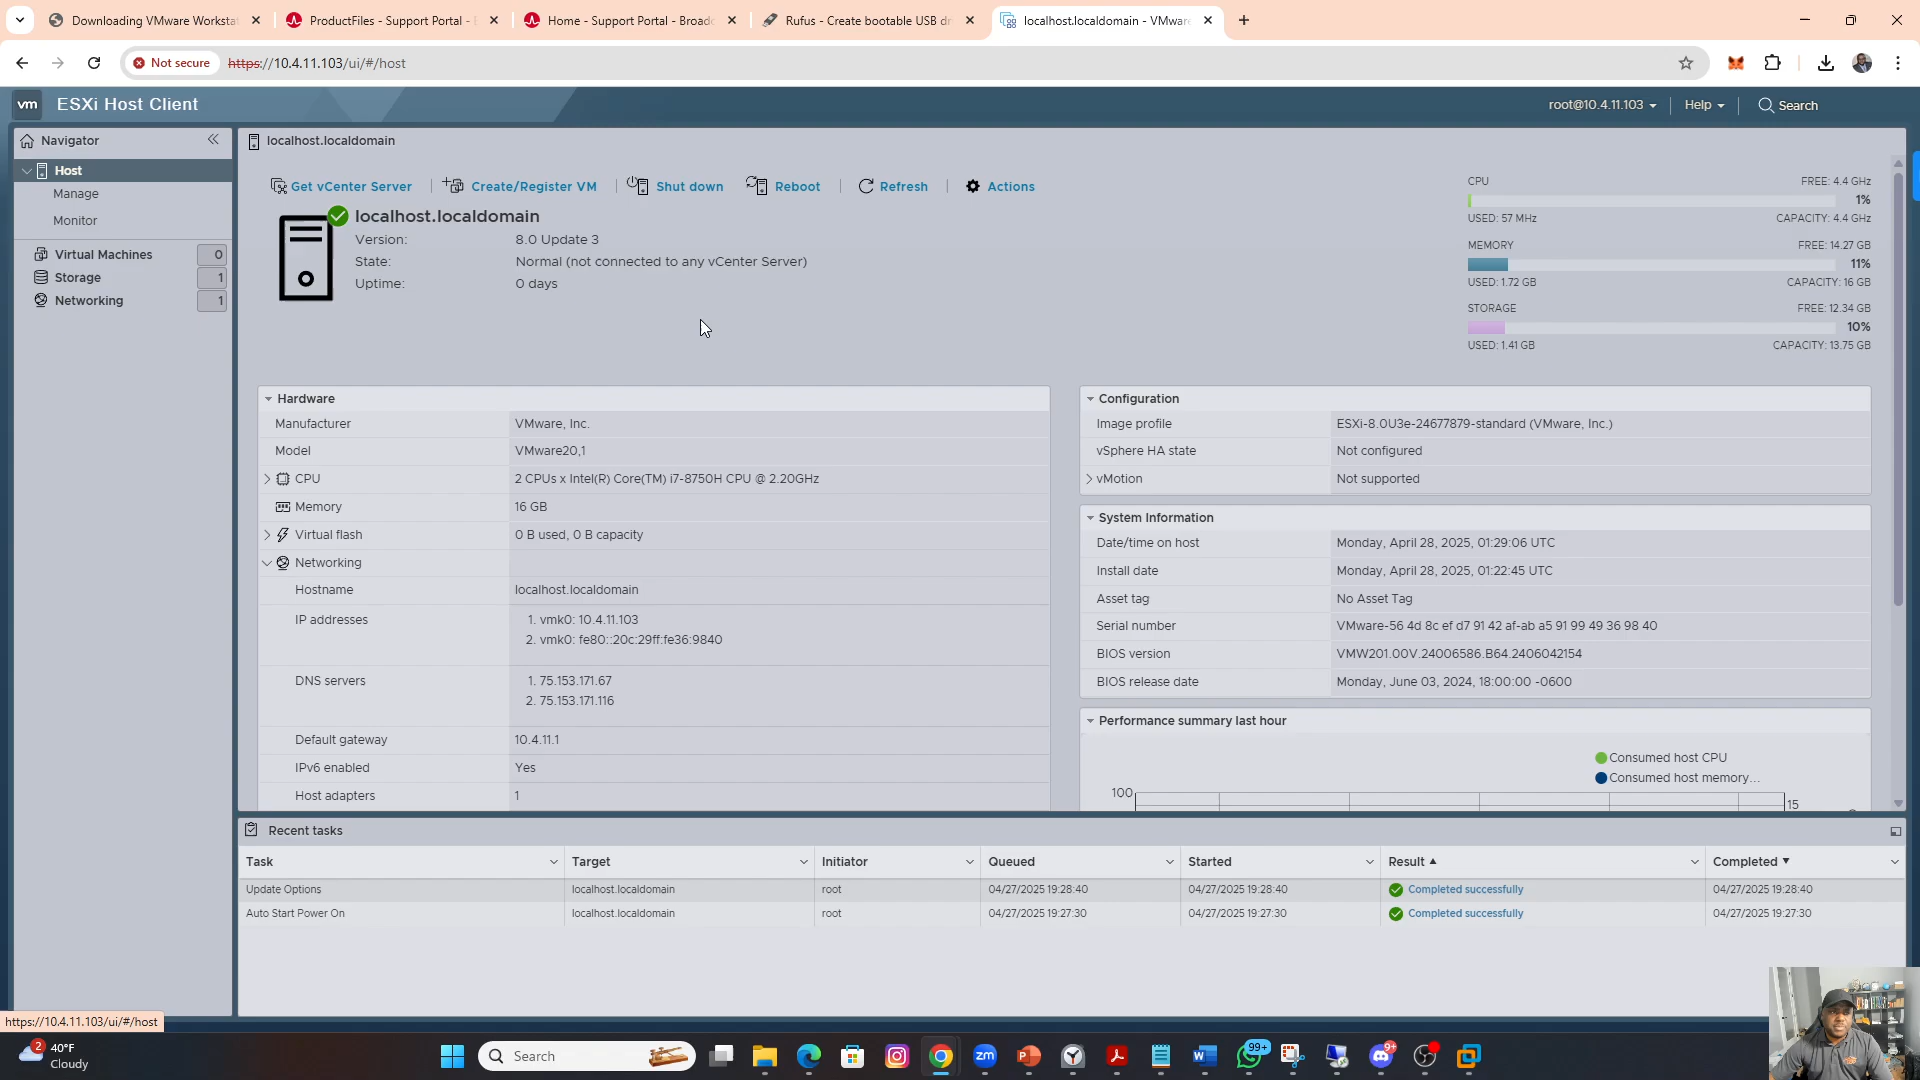 Downloading VMware Workstat
ProductFiles - Support Portal - B
Home - Support Portal - Broadc
Rufus - Create bootable USB dr
localhost.localdomain - VMware
Not secure
https://10.4.11.103/ui/#/host
vm
ESXi Host Client
root@10.4.11.103
Help
Search
Navigator
localhost.localdomain
Host
Manage
Monitor
Virtual Machines
0
Storage
1
Networking
1
Get vCenter Server
Create/Register VM
Shut down
Reboot
Refresh
Actions
localhost.localdomain
Version:
8.0 Update 3
State:
Normal (not connected to any vCenter Server)
Uptime:
0 days
CPU
FREE: 4.4 GHz
1%
USED: 57 MHz
CAPACITY: 4.4 GHz
MEMORY
FREE: 14.27 GB
11%
USED: 1.72 GB
CAPACITY: 16 GB
STORAGE
FREE: 12.34 GB
10%
USED: 1.41 GB
CAPACITY: 13.75 GB
Hardware
Manufacturer
VMware, Inc.
Model
VMware20,1
CPU
2 CPUs x Intel(R) Core(TM) i7-8750H CPU @ 2.20GHz
Memory
16 GB
Virtual flash
0 B used, 0 B capacity
Networking
Hostname
localhost.localdomain
IP addresses
1. vmk0: 10.4.11.103
2. vmk0: fe80::20c:29ff:fe36:9840
DNS servers
1. 75.153.171.67
2. 75.153.171.116
Default gateway
10.4.11.1
IPv6 enabled
Yes
Host adapters
1
Configuration
Image profile
ESXi-8.0U3e-24677879-standard (VMware, Inc.)
vSphere HA state
Not configured
vMotion
Not supported
System Information
Date/time on host
Monday, April 28, 2025, 01:29:06 UTC
Install date
Monday, April 28, 2025, 01:22:45 UTC
Asset tag
No Asset Tag
Serial number
VMware-56 4d 8c ef d7 91 42 af-ab a5 91 99 49 36 98 40
BIOS version
VMW201.00V.24006586.B64.2406042154
BIOS release date
Monday, June 03, 2024, 18:00:00 -0600
Performance summary last hour
Consumed host CPU
Consumed host memory...
100
15
Recent tasks
Task
Target
Initiator
Queued
Started
Result
Completed
Update Options
localhost.localdomain
root
04/27/2025 19:28:40
04/27/2025 19:28:40
Completed successfully
04/27/2025 19:28:40
Auto Start Power On
localhost.localdomain
root
04/27/2025 19:27:30
04/27/2025 19:27:30
Completed successfully
04/27/2025 19:27:30
https://10.4.11.103/ui/#/host
2
40°F
Cloudy
Search
zm
99+
9+